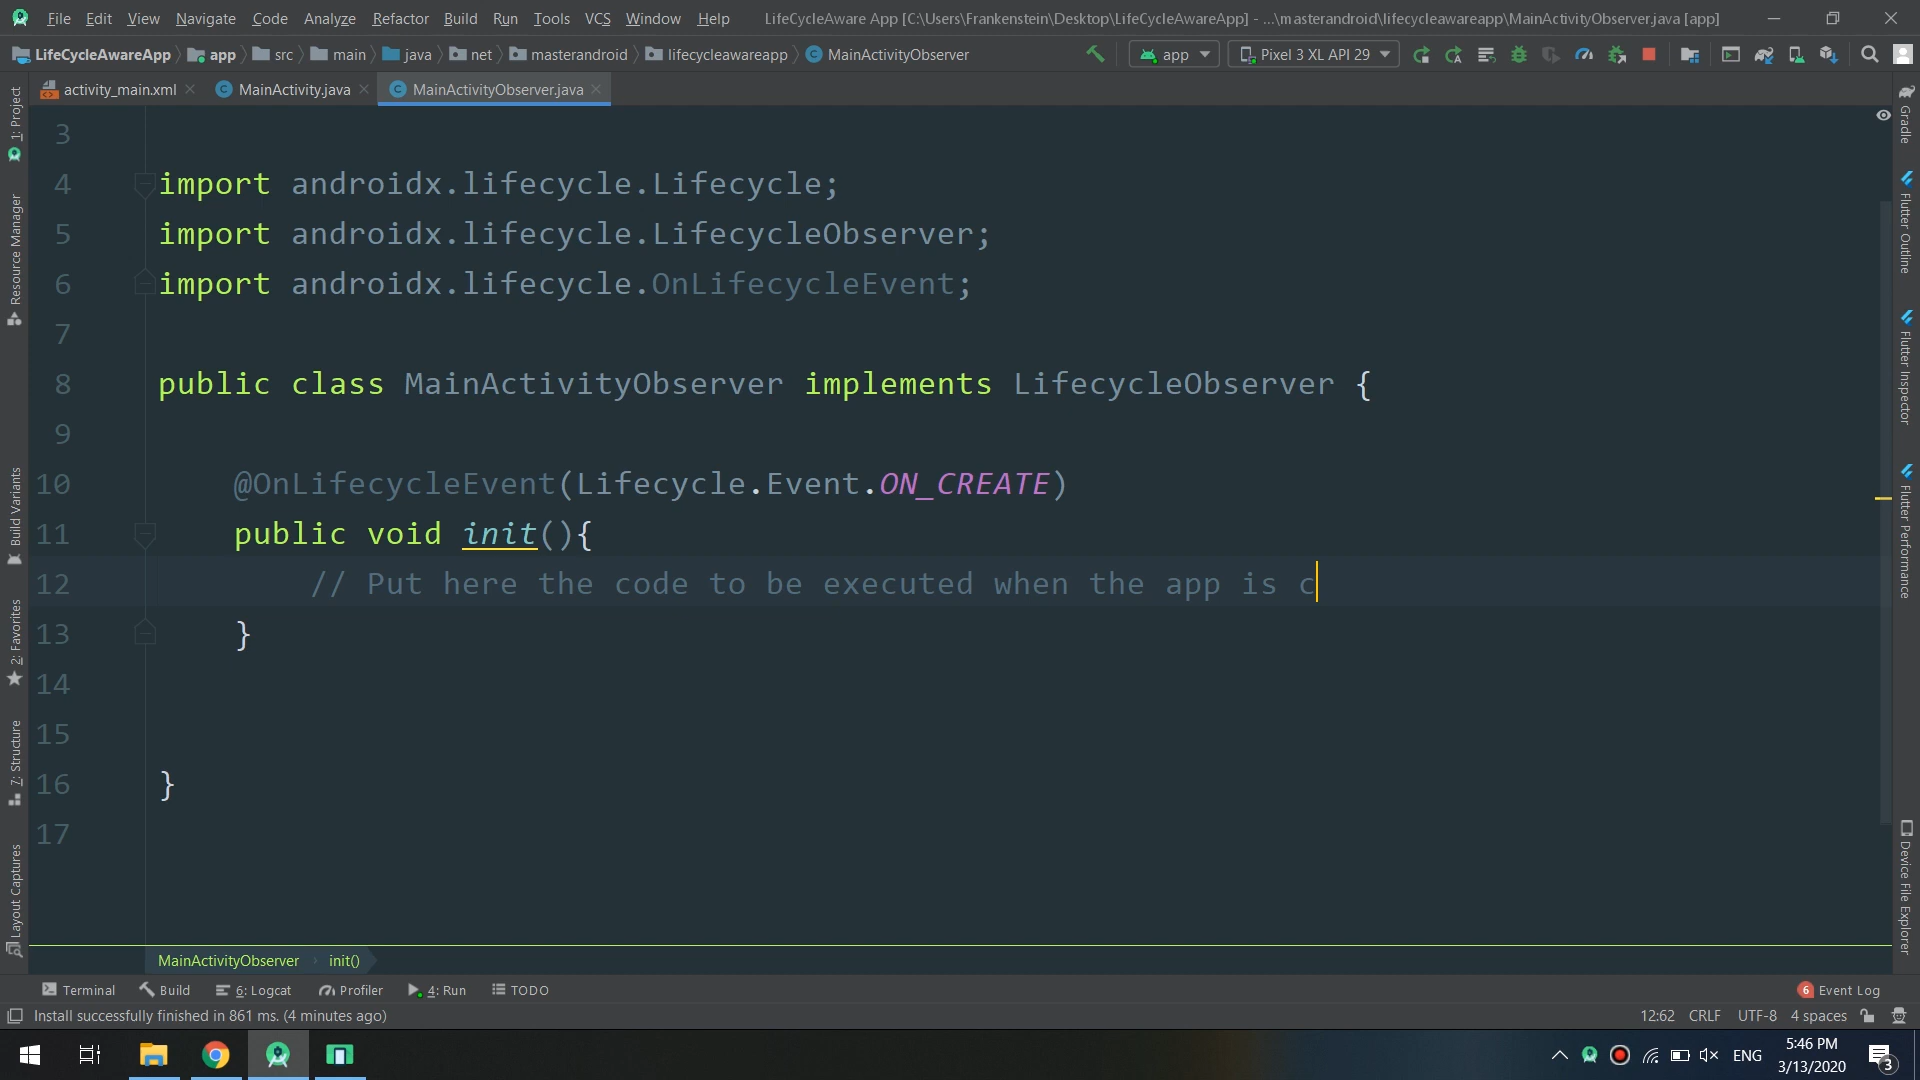 File Edit View Navigate Code Analyze Refactor Build Run Tools VCS Window Help LifeCycleAware App [C:\Users\Frankenstein\Desktop\LifeCycleAwareApp] - ...\masterandroid\lifecycleawareapp\MainActivityObserver.java [app]
LifeCycleAwareApp app src main java net masterandroid lifecycleawareapp MainActivityObserver app Pixel 3 XL API 29
activity_main.xml MainActivity.java MainActivityObserver.java
3
4 import androidx.lifecycle.Lifecycle;
5 import androidx.lifecycle.LifecycleObserver;
6 import androidx.lifecycle.OnLifecycleEvent;
7
8 public class MainActivityObserver implements LifecycleObserver {
9
10 @OnLifecycleEvent(Lifecycle.Event.ON_CREATE)
11 public void init(){
12 // Put here the code to be executed when the app is c
13 }
14
15
16 }
17
1: Project
Resource Manager
Build Variants
2: Favorites
7: Structure
Layout Captures
Gradle
Flutter Outline
Flutter Inspector
Flutter Performance
Device File Explorer
MainActivityObserver init()
Terminal Build 6: Logcat Profiler 4: Run TODO 6 Event Log
Install successfully finished in 861 ms. (4 minutes ago) 12:62 CRLF UTF-8 4 spaces
ENG 5:46 PM
3/13/2020 3